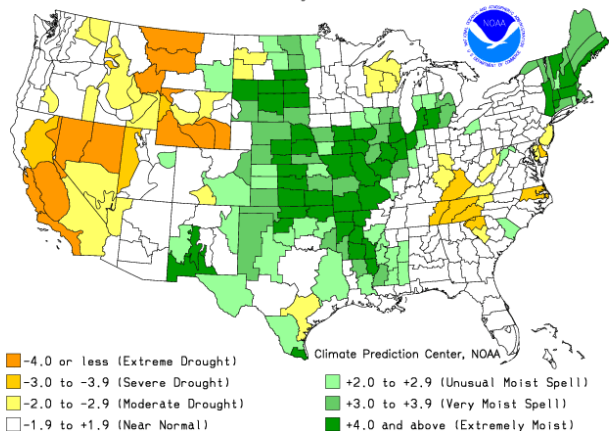 NOAA
Climate Prediction Center, NOAA
-4.0 or less (Extreme Drought)
-3.0 to -3.9 (Severe Drought)
-2.0 to -2.9 (Moderate Drought)
-1.9 to +1.9 (Near Normal)
+2.0 to +2.9 (Unusual Moist Spell)
+3.0 to +3.9 (Very Moist Spell)
+4.0 and above (Extremely Moist)